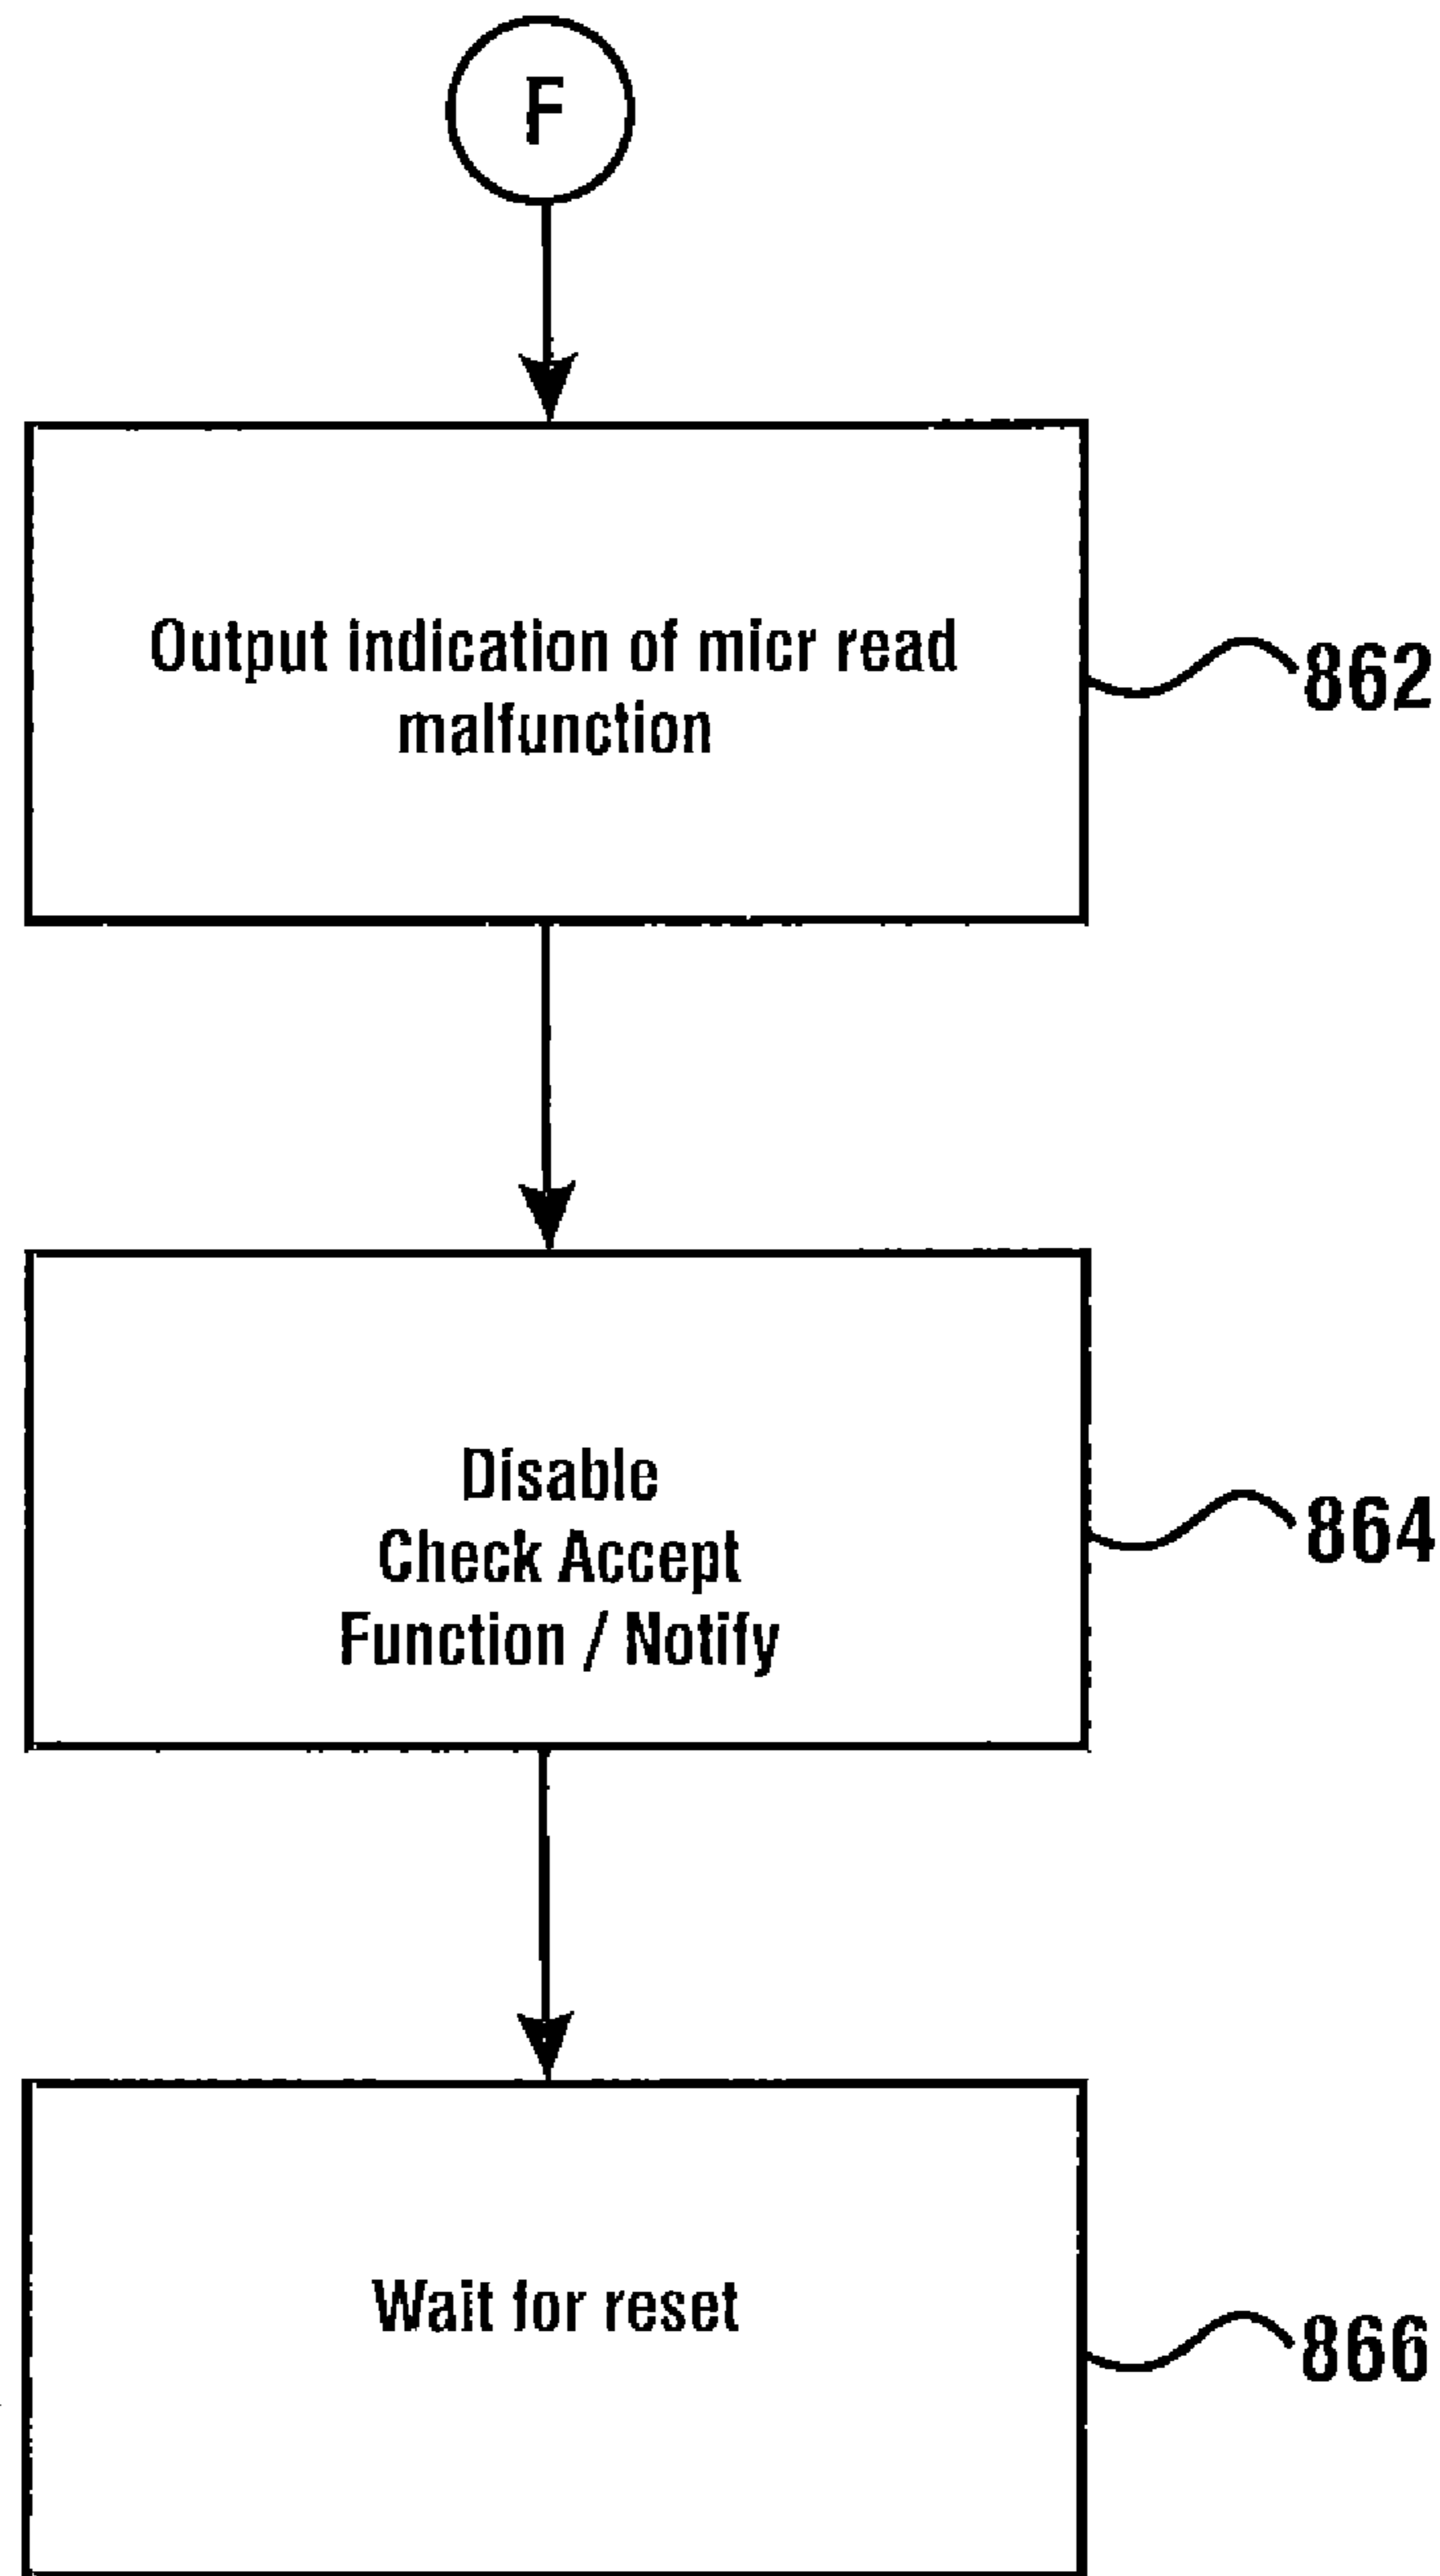 F
Output indication of micr read
malfunction
862
Disable
Check Accept
Function / Notify
864
Wait for reset
866